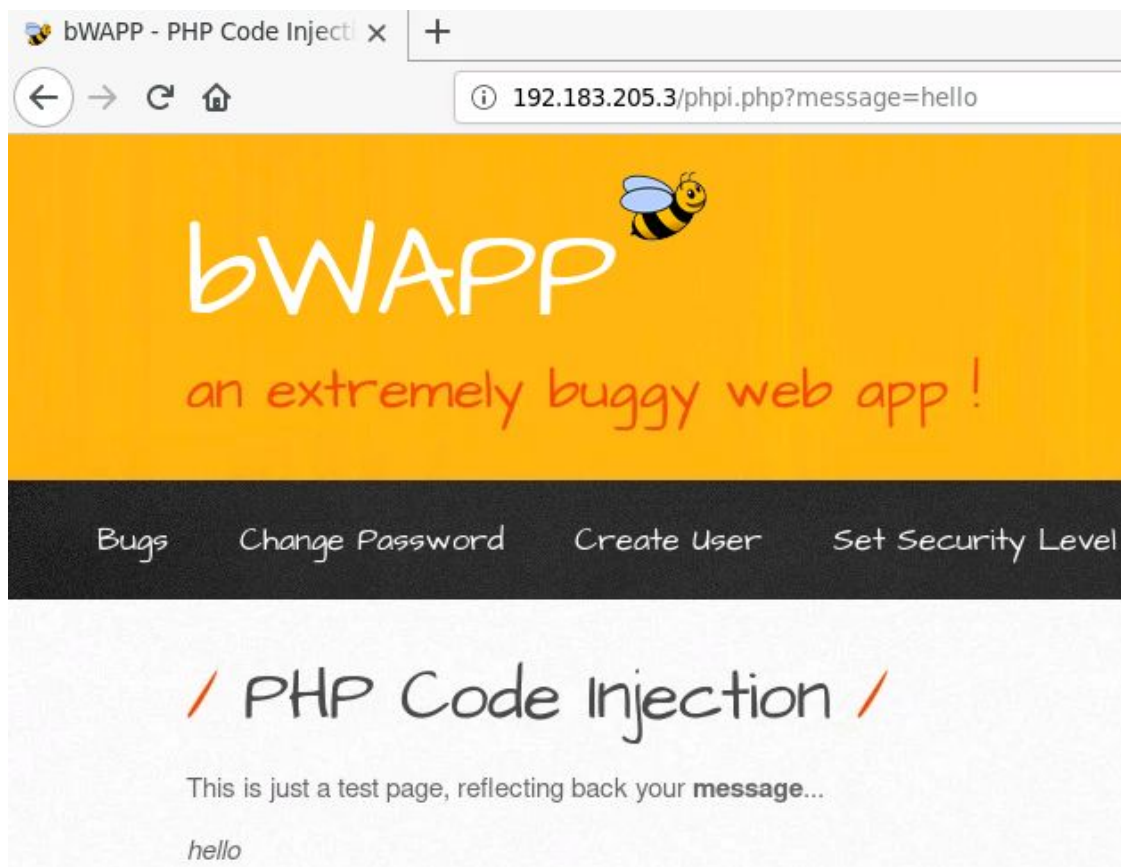 bWAPP - PHP Code Injecti
192.183.205.3/phpi.php?message=hello
bWAPP
an extremely buggy web app !
Bugs Change Password Create User Set Security Level
/ PHP Code Injection /
This is just a test page, reflecting back your message...
hello